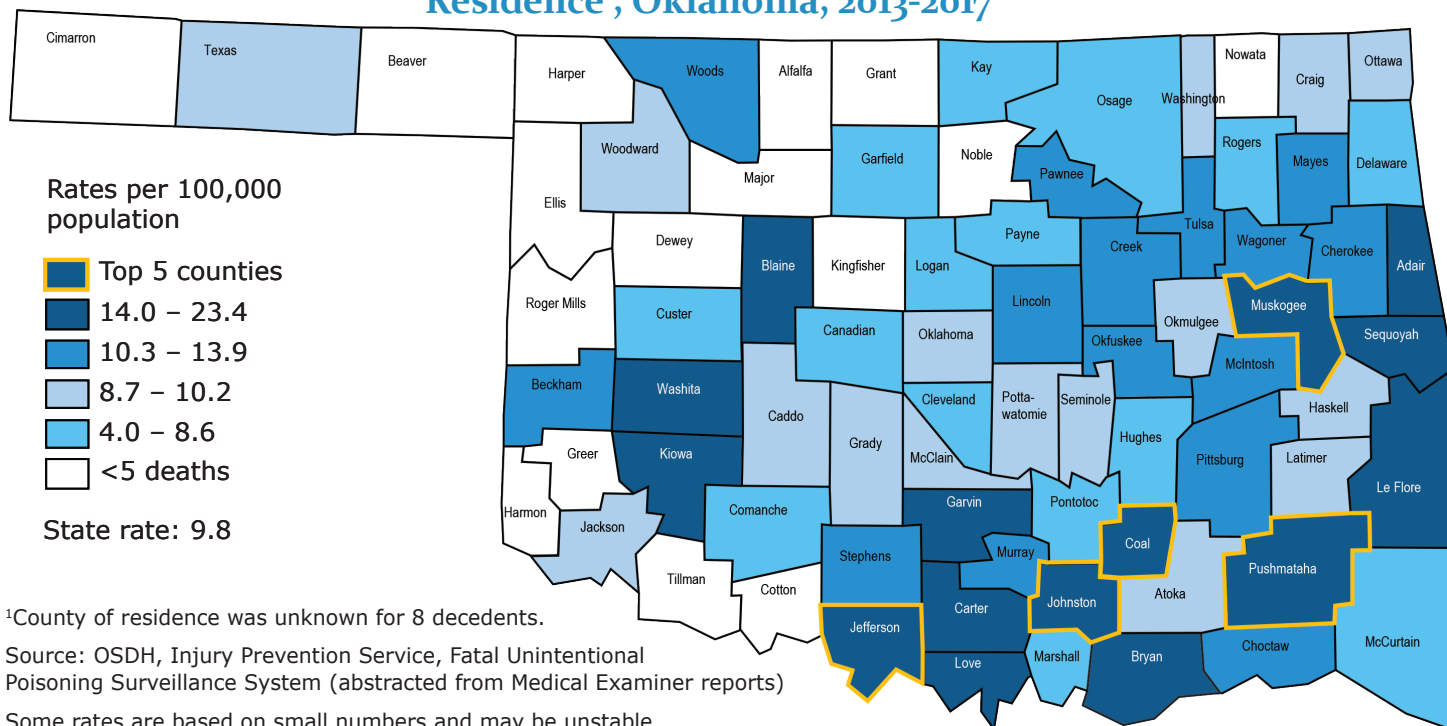 Residence¹, Oklahoma, 2013-2017
Cimarron
Texas
Beaver
Harper
Woods
Alfalfa
Grant
Kay
Osage
Washington
Nowata
Craig
Ottawa
Woodward
Major
Garfield
Noble
Pawnee
Rogers
Mayes
Delaware
Ellis
Dewey
Blaine
Kingfisher
Logan
Payne
Creek
Tulsa
Wagoner
Cherokee
Adair
Roger Mills
Custer
Canadian
Oklahoma
Lincoln
Okfuskee
Okmulgee
Muskogee
Sequoyah
McIntosh
Beckham
Washita
Caddo
Grady
Cleveland
McClain
Potta-
watomie
Seminole
Hughes
Pittsburg
Haskell
Latimer
Le Flore
Greer
Kiowa
Harmon
Jackson
Comanche
Garvin
Pontotoc
Coal
Pushmataha
Tillman
Cotton
Stephens
Murray
Carter
Johnston
Atoka
Jefferson
Love
Marshall
Bryan
Choctaw
McCurtain
Rates per 100,000
population
Top 5 counties
14.0 – 23.4
10.3 – 13.9
8.7 – 10.2
4.0 – 8.6
<5 deaths
State rate: 9.8
¹County of residence was unknown for 8 decedents.
Source: OSDH, Injury Prevention Service, Fatal Unintentional
Poisoning Surveillance System (abstracted from Medical Examiner reports)
Some rates are based on small numbers and may be unstable